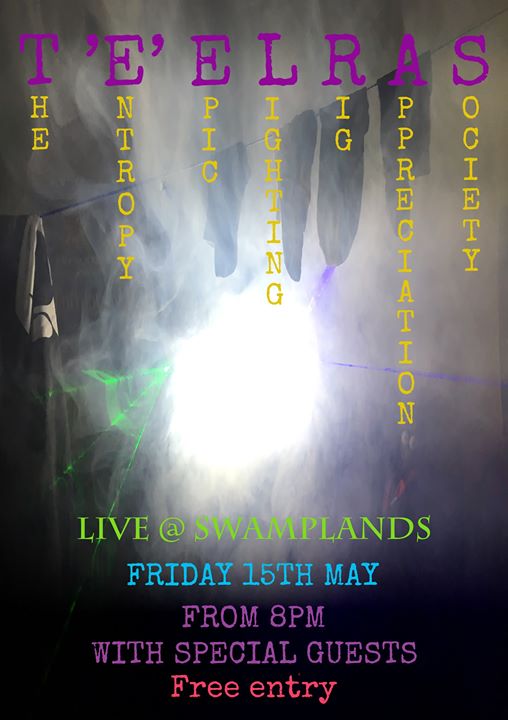 T'E'ELRAS
HE
NTROPY
PIC
IGHTING
IG
PPRECIATION
OCIETY
LIVE @ SWAMPLANDS
FRIDAY 15TH MAY
FROM 8PM
WITH SPECIAL GUESTS
Free entry